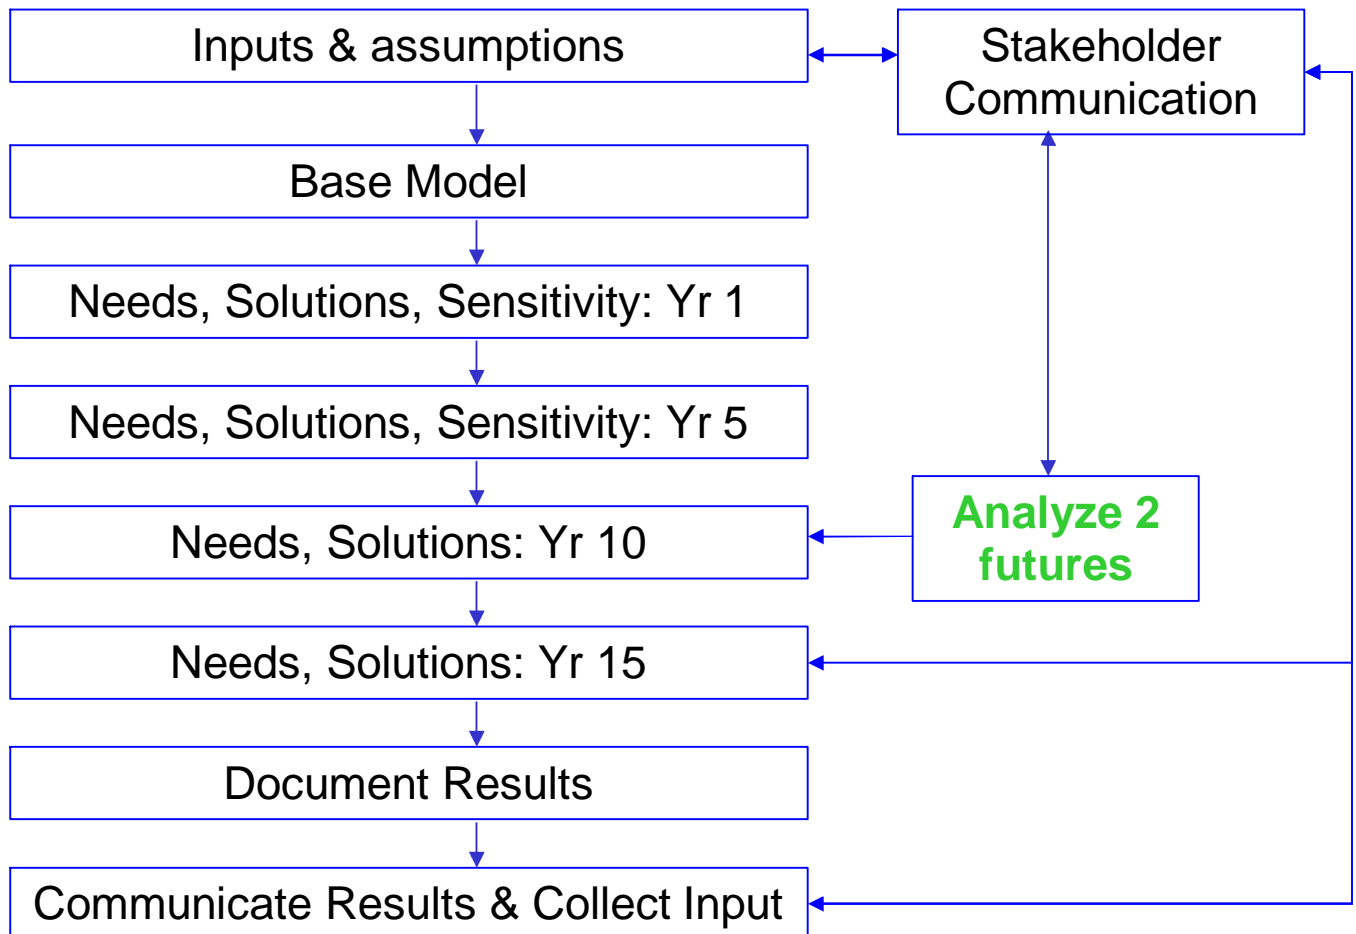 Inputs & assumptions
Stakeholder
Communication
Base Model
Needs, Solutions, Sensitivity: Yr 1
Needs, Solutions, Sensitivity: Yr 5
Needs, Solutions: Yr 10
Analyze 2
futures
Needs, Solutions: Yr 15
Document Results
Communicate Results & Collect Input